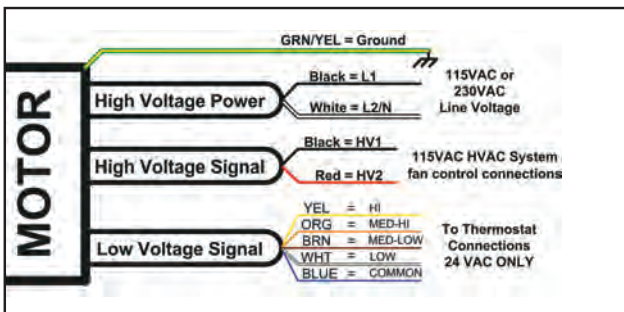 MOTOR
GRN/YEL = Ground
High Voltage Power
Black = L1
White = L2/N
115VAC or
230VAC
Line Voltage
High Voltage Signal
Black = HV1
Red = HV2
115VAC HVAC System
fan control connections
Low Voltage Signal
YEL = HI
ORG = MED-HI
BRN = MED-LOW
WHT = LOW
BLUE = COMMON
To Thermostat
Connections
24 VAC ONLY